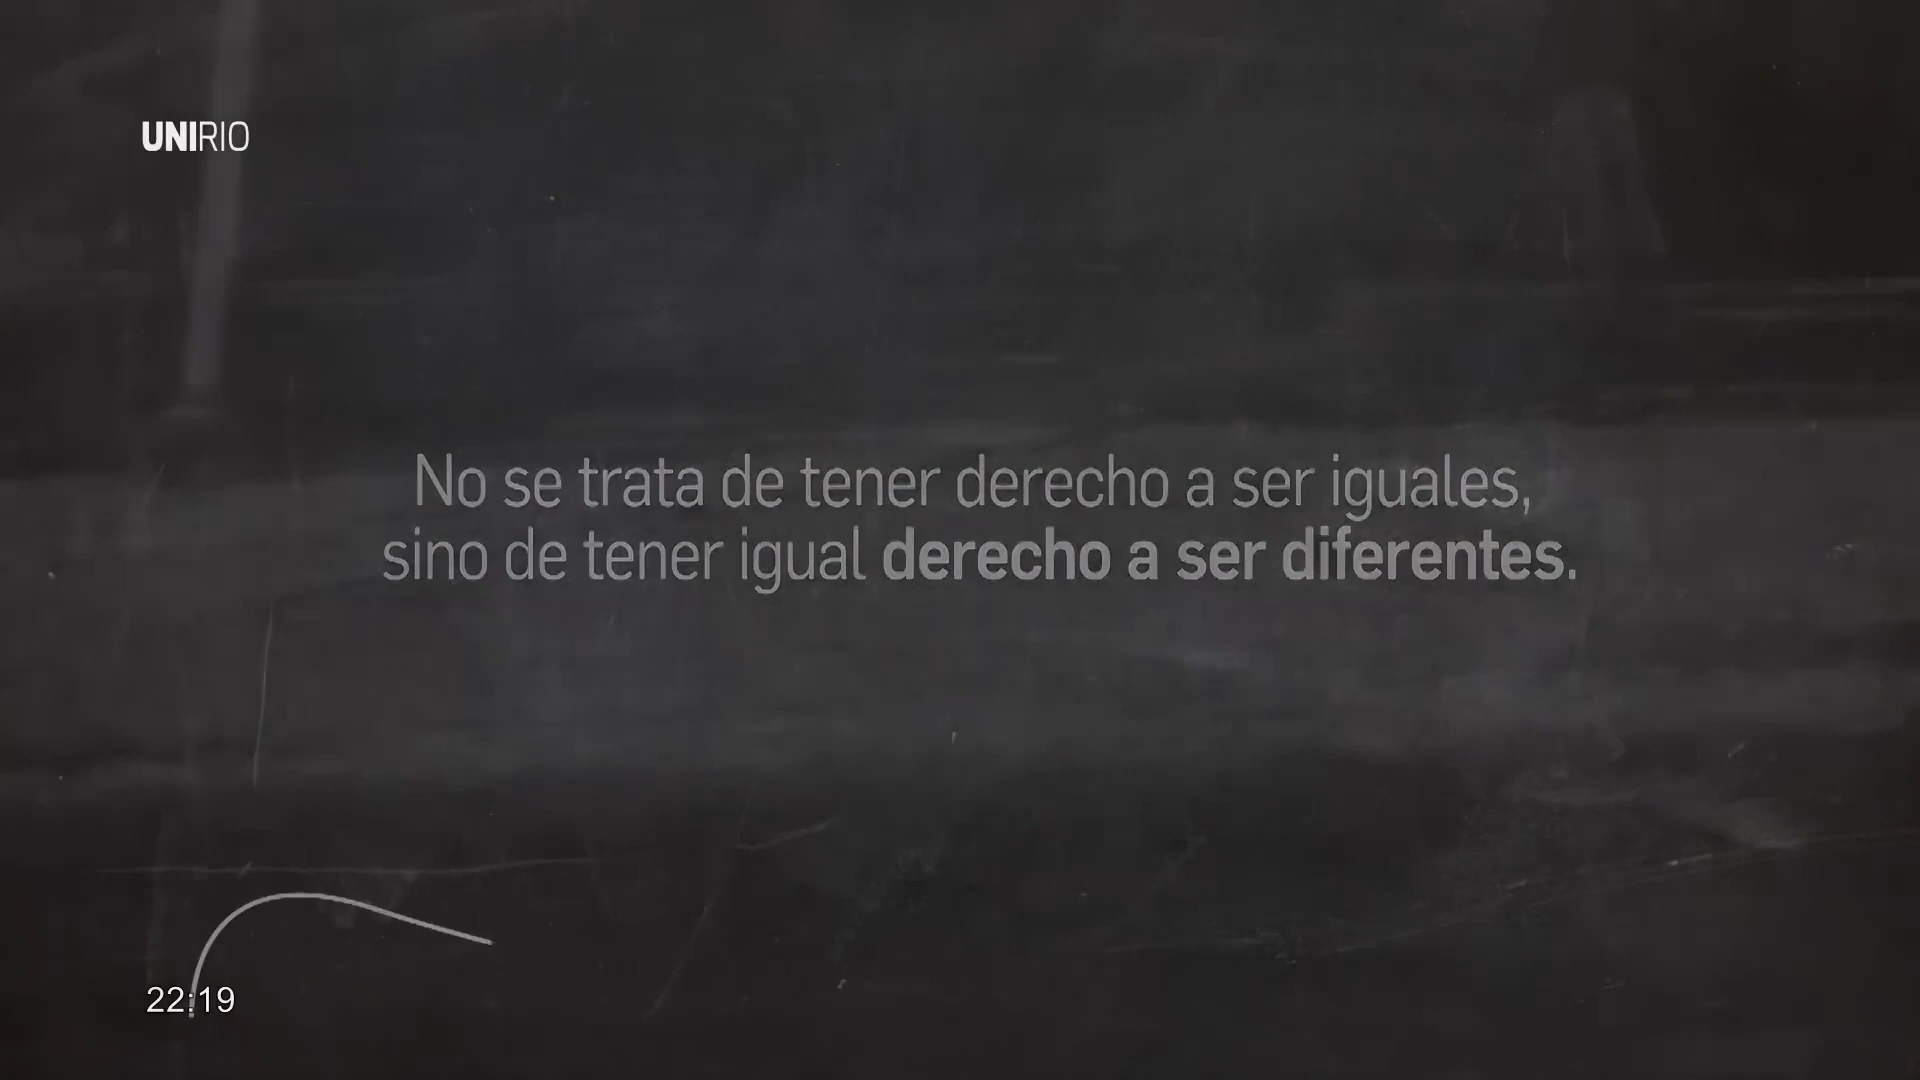 UNIRIO
No se trata de tener derecho a ser iguales,
sino de tener igual derecho a ser diferentes.
22:19